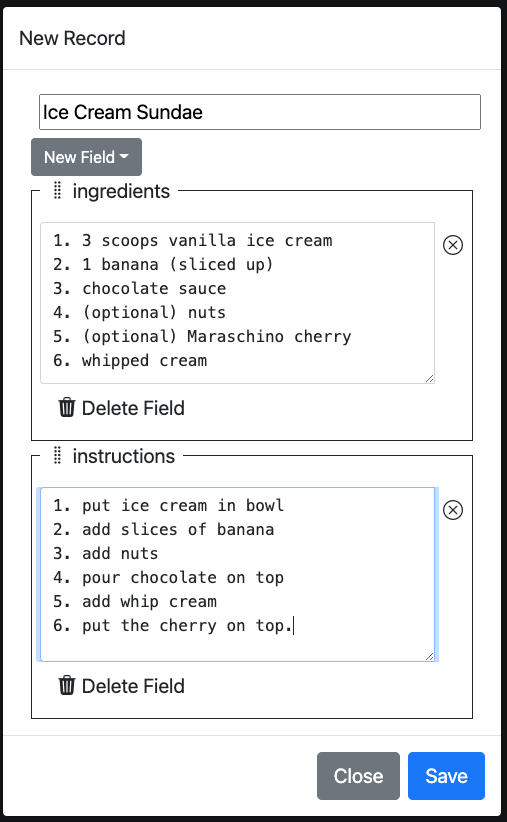 New Record
Ice Cream Sundae
New Field
ingredients
1. 3 scoops vanilla ice cream
2. 1 banana (sliced up)
3. chocolate sauce
4. (optional) nuts
5. (optional) Maraschino cherry
6. whipped cream
Delete Field
instructions
1. put ice cream in bowl
2. add slices of banana
3. add nuts
4. pour chocolate on top
5. add whip cream
6. put the cherry on top.
Delete Field
Close Save